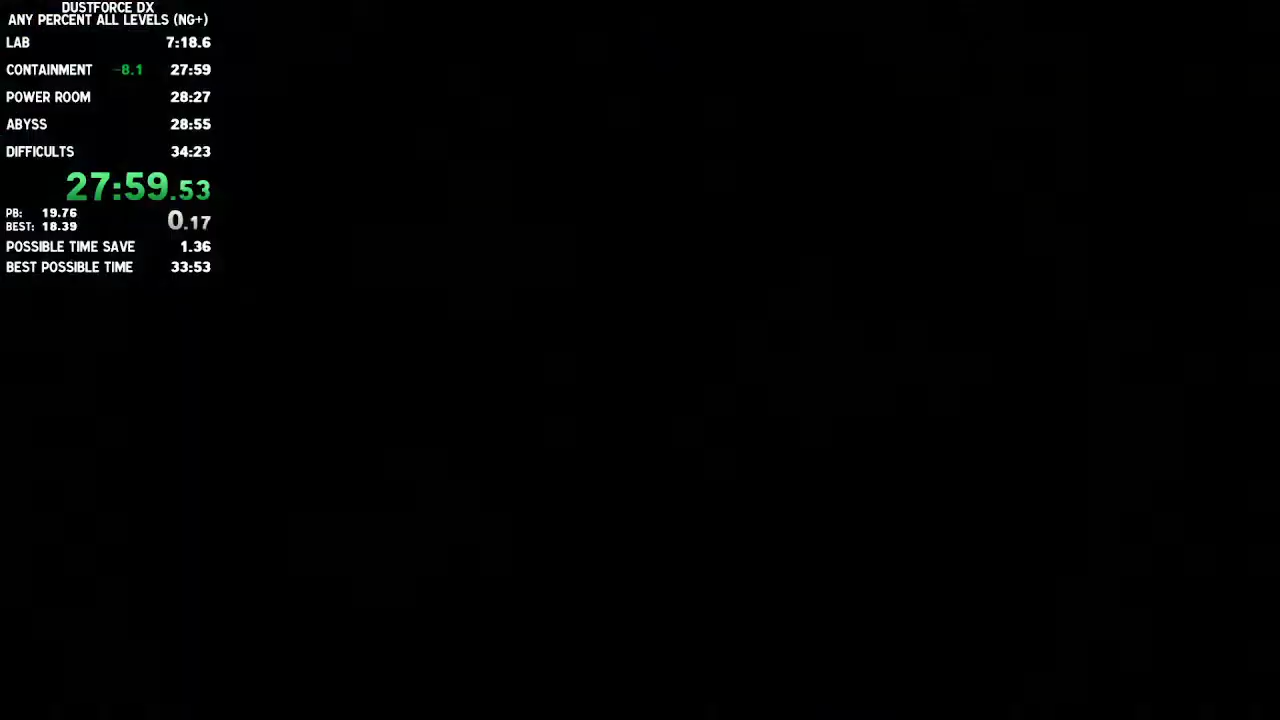 DUSTFORCE DX
ANY PERCENT ALL LEVELS (NG+)
LAB 7:18.6
CONTAINMENT -8.1 27:59
POWER ROOM 28:27
ABYSS 28:55
DIFFICULTS 34:23
27:59.53
PB: 19.76
0.17
BEST: 18.39
POSSIBLE TIME SAVE 1.36
BEST POSSIBLE TIME 33:53